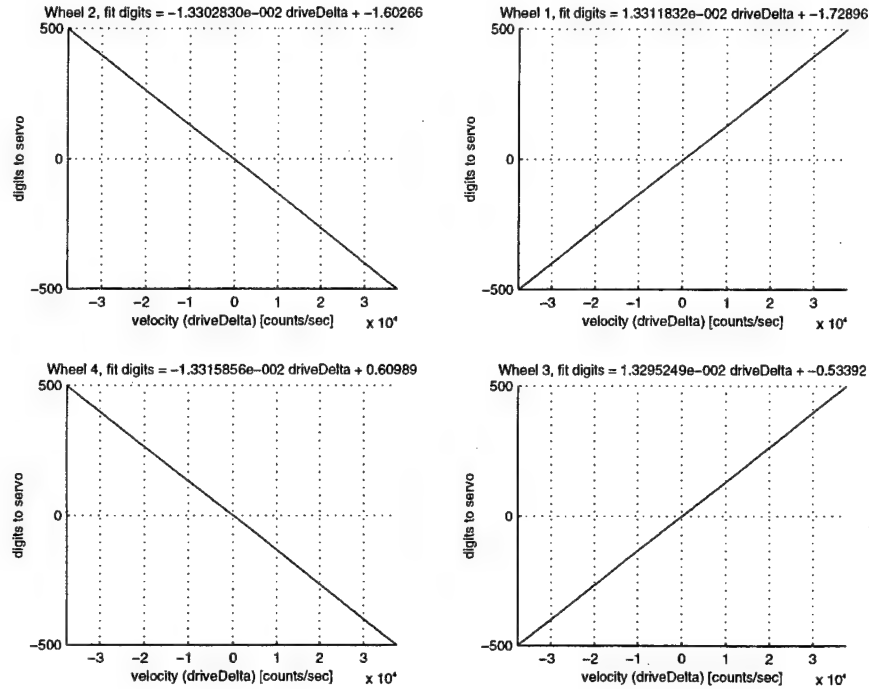 Wheel 2, fit digits = −1.3302830e−002 driveDelta + −1.60266
500
0
−500
digits to servo
−3 −2 −1 0 1 2 3
velocity (driveDelta) [counts/sec] x 10⁴
Wheel 1, fit digits = 1.3311832e−002 driveDelta + −1.72896
500
0
−500
digits to servo
−3 −2 −1 0 1 2 3
velocity (driveDelta) [counts/sec] x 10⁴
Wheel 4, fit digits = −1.3315856e−002 driveDelta + 0.60989
500
0
−500
digits to servo
−3 −2 −1 0 1 2 3
velocity (driveDelta) [counts/sec] x 10⁴
Wheel 3, fit digits = 1.3295249e−002 driveDelta + −0.53392
500
0
−500
digits to servo
−3 −2 −1 0 1 2 3
velocity (driveDelta) [counts/sec] x 10⁴